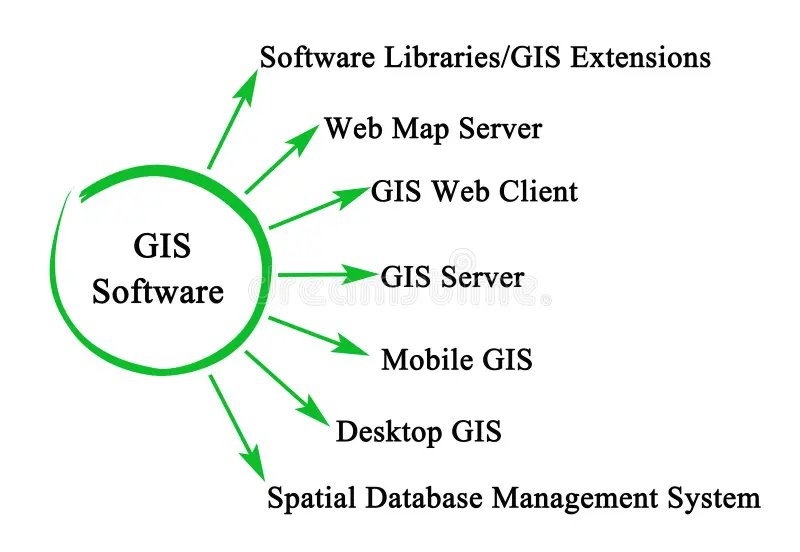 Software Libraries/GIS Extensions
Web Map Server
GIS Web Client
GIS
Software
GIS Server
dreamstime.
Mobile GIS
Desktop GIS
Spatial Database Management System